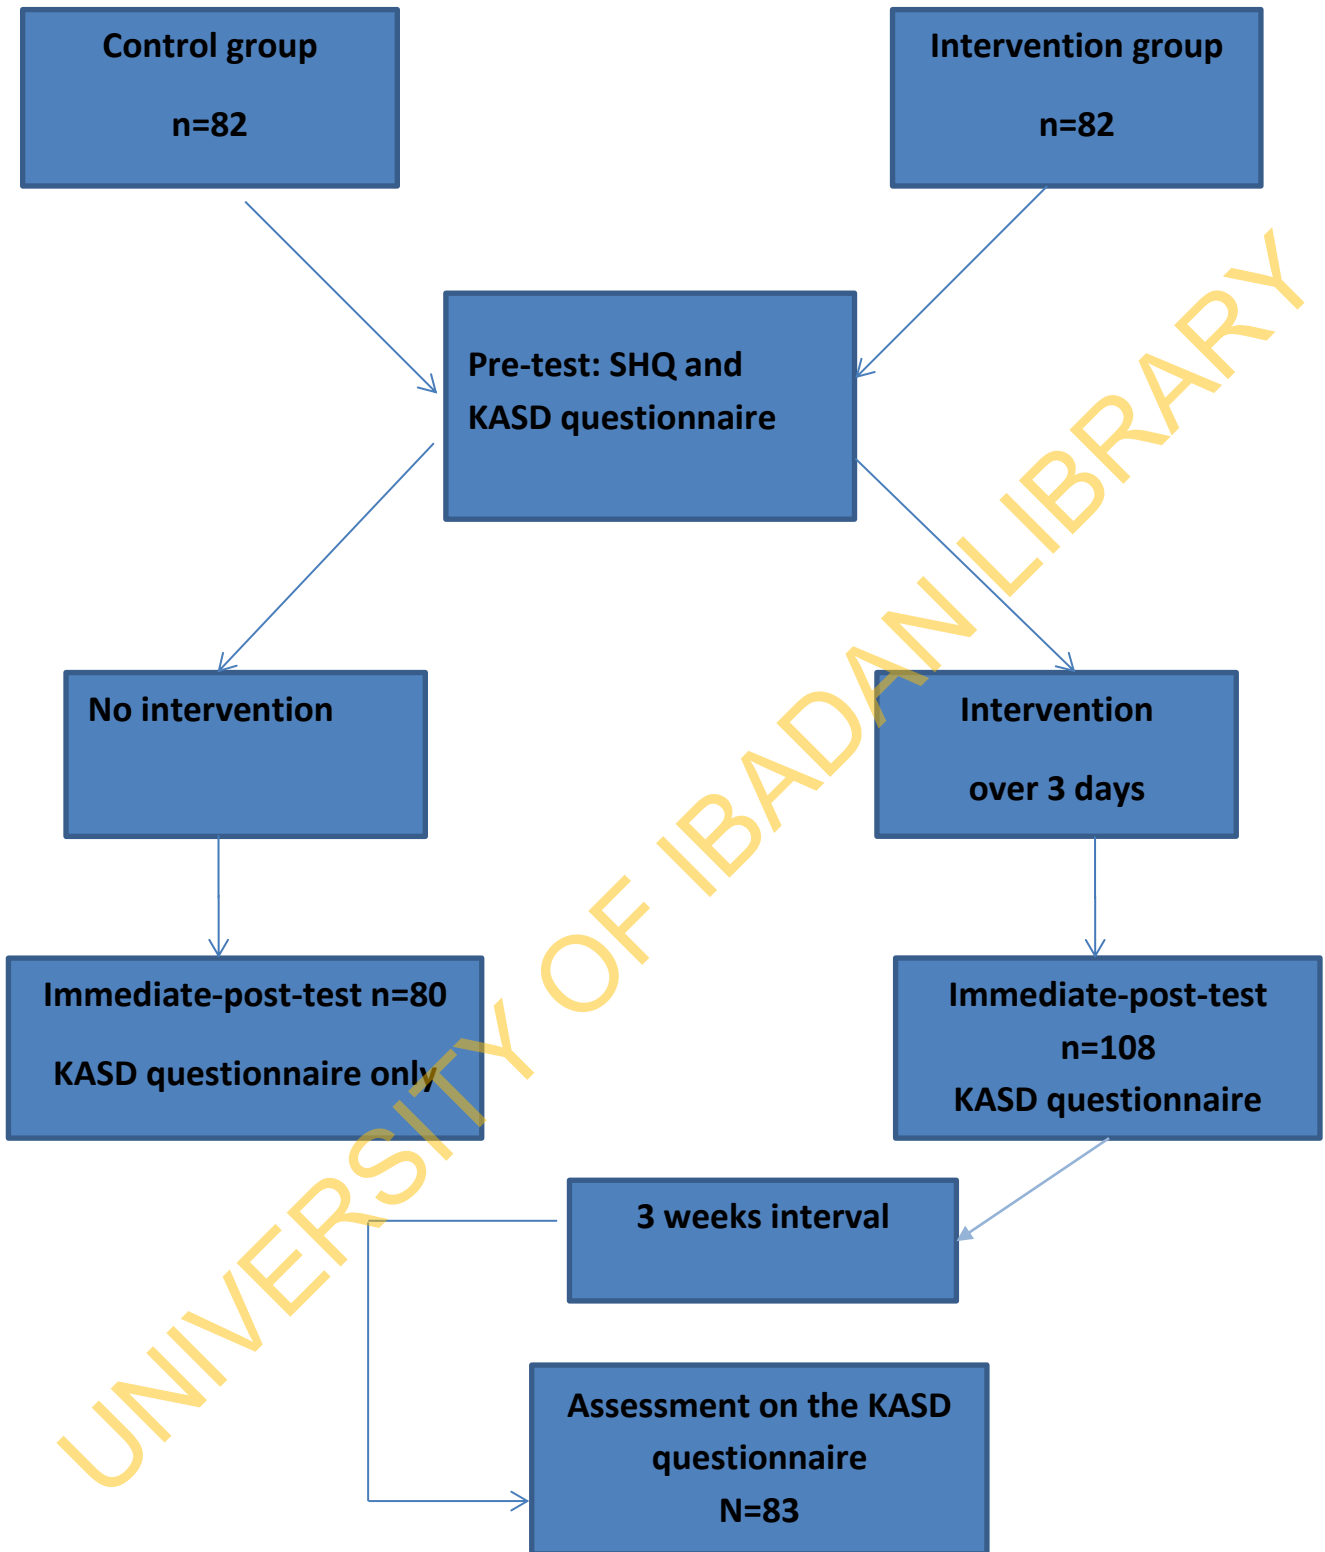 Control group
n=82
Intervention group
n=82
Pre-test: SHQ and
KASD questionnaire
No intervention
Intervention
over 3 days
Immediate-post-test n=80
KASD questionnaire only
Immediate-post-test
n=108
KASD questionnaire
3 weeks interval
Assessment on the KASD
questionnaire
N=83
UNIVERSITY OF IBADAN LIBRARY